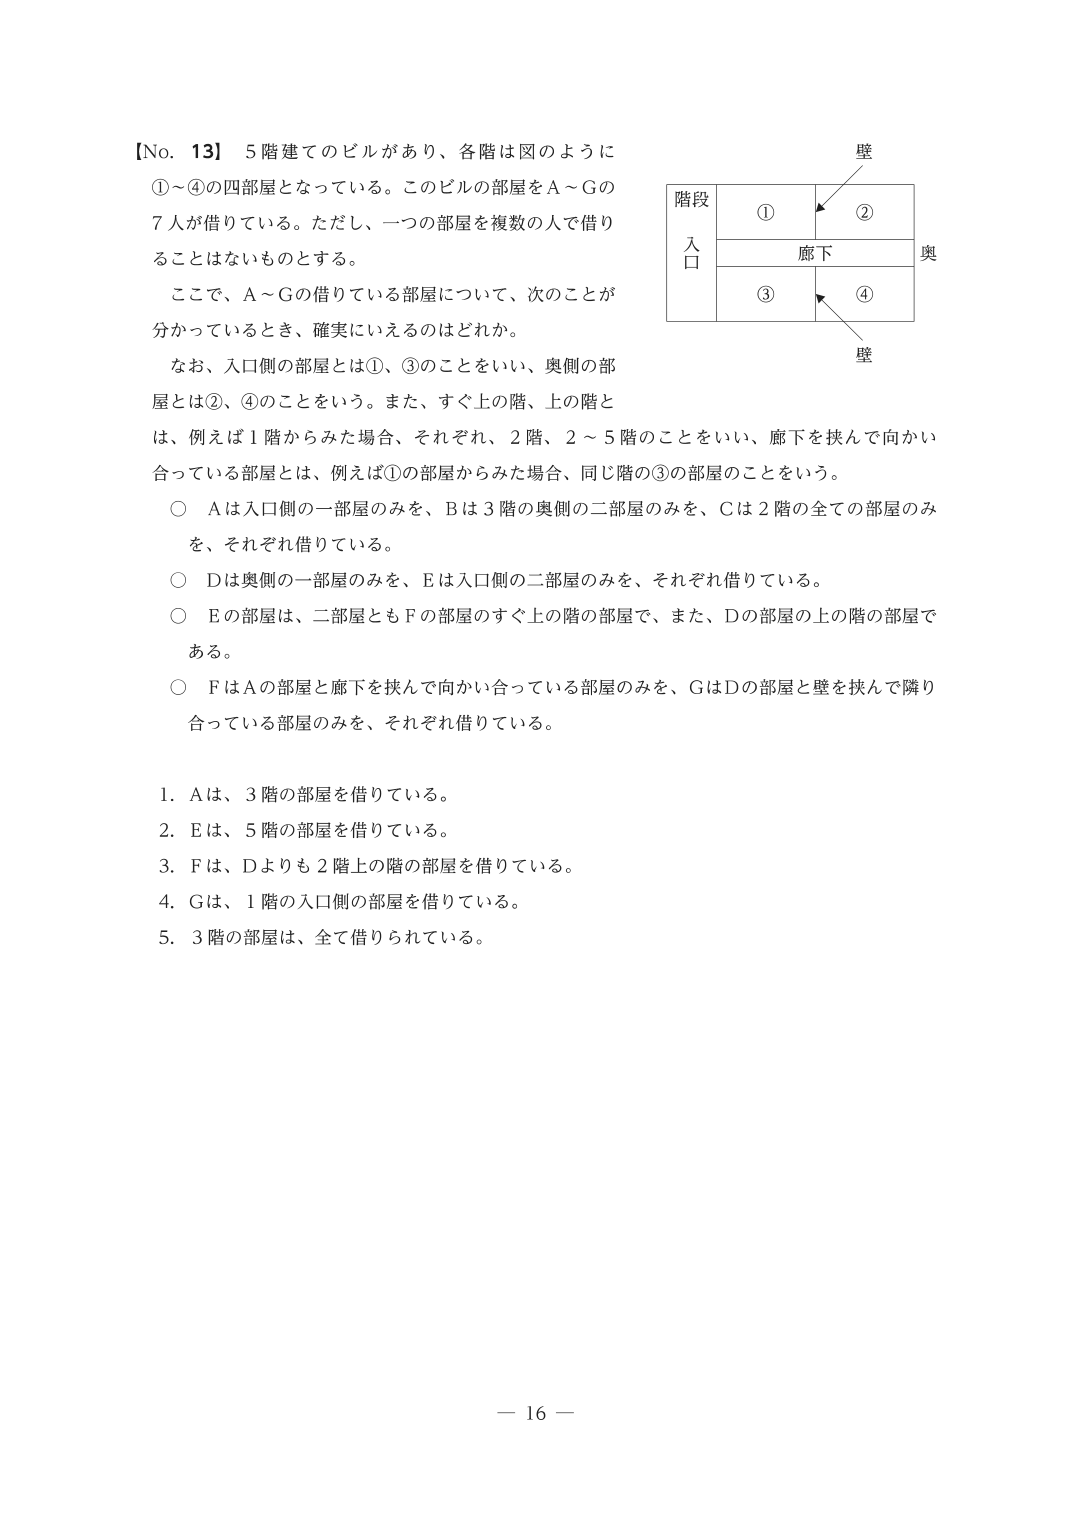 【No. 13】 5階建てのビルがあり、各階は図のように
①～④の四部屋となっている。このビルの部屋をA～Gの
7人が借りている。ただし、一つの部屋を複数の人で借り
ることはないものとする。
ここで、A～Gの借りている部屋について、次のことが
分かっているとき、確実にいえるのはどれか。
なお、入口側の部屋とは①、③のことをいい、奥側の部
屋とは②、④のことをいう。また、すぐ上の階、上の階と
は、例えば1階からみた場合、それぞれ、2階、2～5階のことをいい、廊下を挟んで向かい
合っている部屋とは、例えば①の部屋からみた場合、同じ階の③の部屋のことをいう。
壁
階段
①
②
入口
廊下
奥
③
④
壁
○ Aは入口側の一部屋のみを、Bは3階の奥側の二部屋のみを、Cは2階の全ての部屋のみ
を、それぞれ借りている。
○ Dは奥側の一部屋のみを、Eは入口側の二部屋のみを、それぞれ借りている。
○ Eの部屋は、二部屋ともFの部屋のすぐ上の階の部屋で、また、Dの部屋の上の階の部屋で
ある。
○ FはAの部屋と廊下を挟んで向かい合っている部屋のみを、GはDの部屋と壁を挟んで隣り
合っている部屋のみを、それぞれ借りている。
1. Aは、3階の部屋を借りている。
2. Eは、5階の部屋を借りている。
3. Fは、Dよりも2階上の階の部屋を借りている。
4. Gは、1階の入口側の部屋を借りている。
5. 3階の部屋は、全て借りられている。
— 16 —